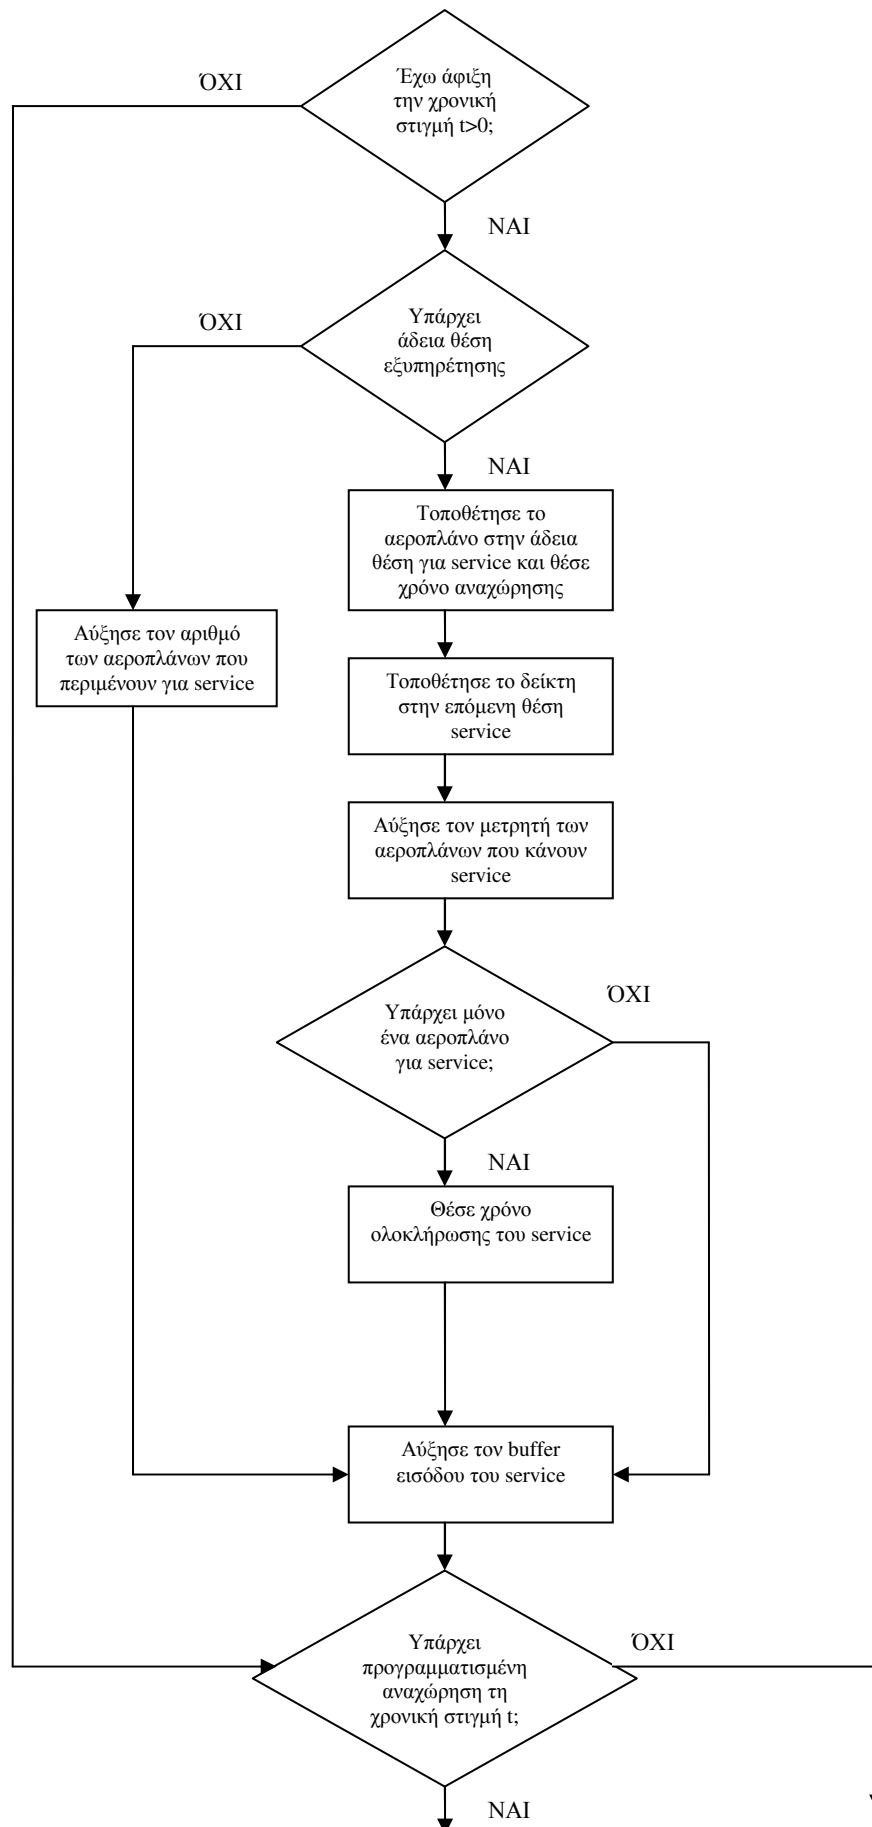 ΌΧΙ
Έχω άφιξη
την χρονική
στιγμή t>0;
ΝΑΙ
ΌΧΙ
Υπάρχει
άδεια θέση
εξυπηρέτησης
ΝΑΙ
Τοποθέτησε το
αεροπλάνο στην άδεια
θέση για service και θέσε
χρόνο αναχώρησης
Αύξησε τον αριθμό
των αεροπλάνων που
περιμένουν για service
Τοποθέτησε το δείκτη
στην επόμενη θέση
service
Αύξησε τον μετρητή των
αεροπλάνων που κάνουν
service
Υπάρχει μόνο
ένα αεροπλάνο
για service;
ΌΧΙ
ΝΑΙ
Θέσε χρόνο
ολοκλήρωσης του service
Αύξησε τον buffer
εισόδου του service
Υπάρχει
προγραμματισμένη
αναχώρηση τη
χρονική στιγμή t;
ΌΧΙ
ΝΑΙ